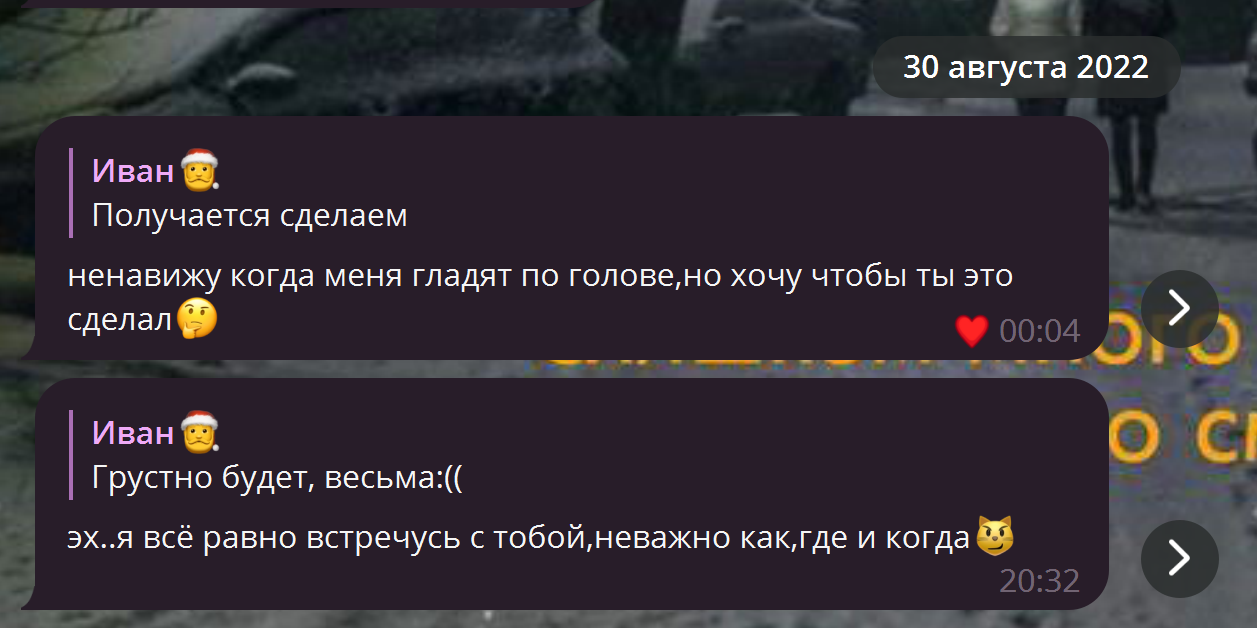 30 августа 2022
Иван🎅
Получается сделаем
ненавижу когда меня гладят по голове,но хочу чтобы ты это
сделал🤔
❤️ 00:04
Иван🎅
Грустно будет, весьма:((
эх..я всё равно встречусь с тобой,неважно как,где и когда😼
20:32